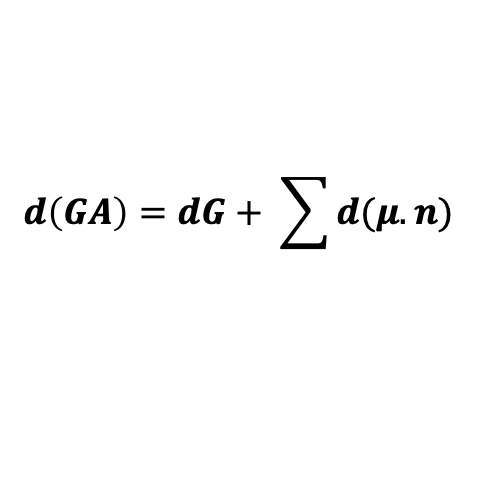 d(GA) = dG + ∑ d(μ.n)